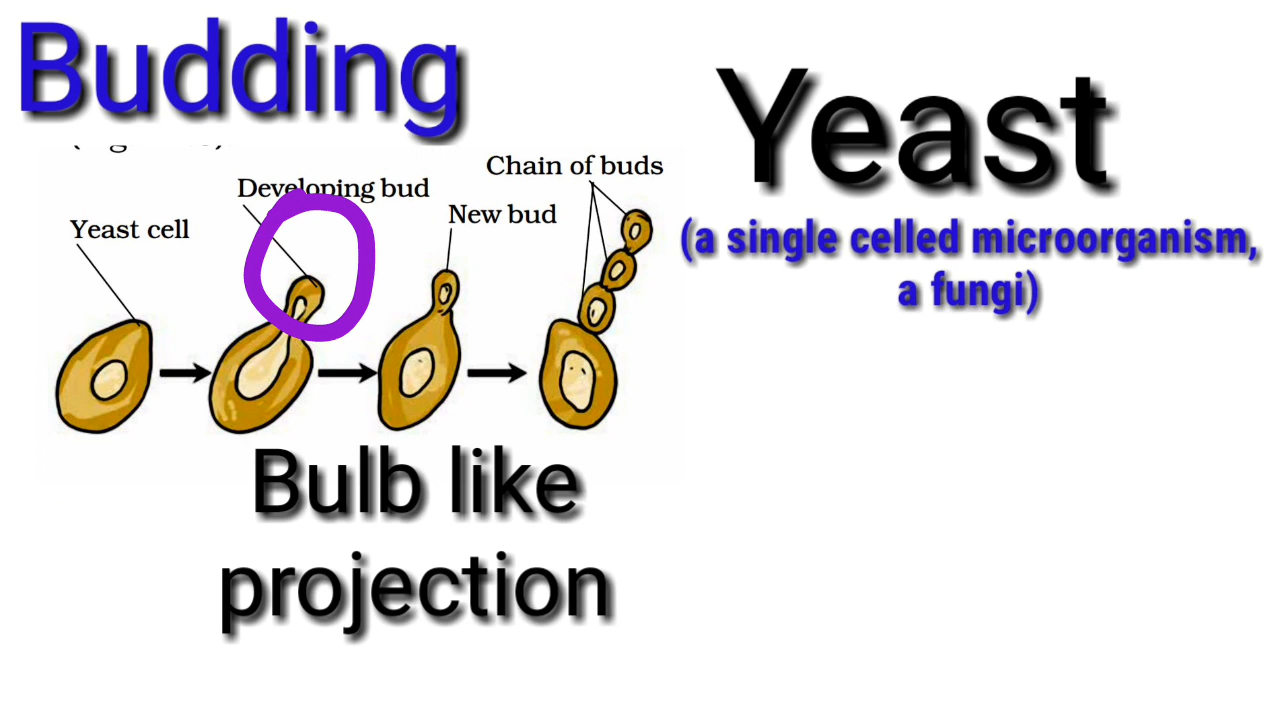 Budding
Yeast
(a single celled microorganism,
a fungi)
Chain of buds
Developing bud
New bud
Yeast cell
Bulb like
projection